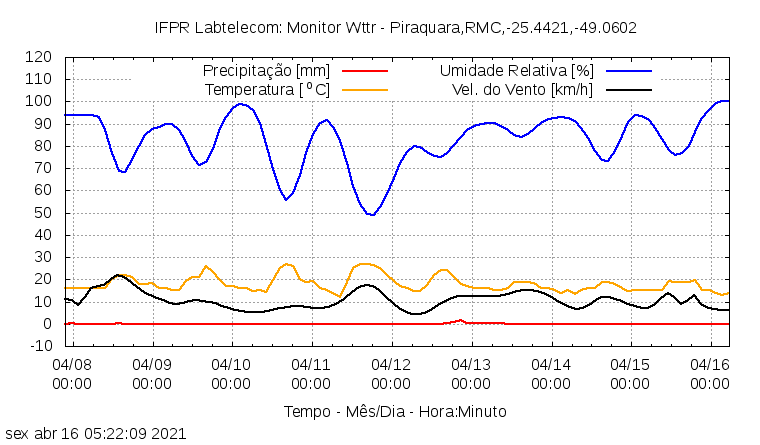 IFPR Labtelecom: Monitor Wttr - Piraquara,RMC,-25.4421,-49.0602
120
110
100
90
80
70
60
50
40
30
20
10
0
-10
Precipitação [mm]
Temperatura [ºC]
Umidade Relativa [%]
Vel. do Vento [km/h]
04/08 04/09 04/10 04/11 04/12 04/13 04/14 04/15 04/16
00:00 00:00 00:00 00:00 00:00 00:00 00:00 00:00 00:00
Tempo - Mês/Dia - Hora:Minuto
sex abr 16 05:22:09 2021